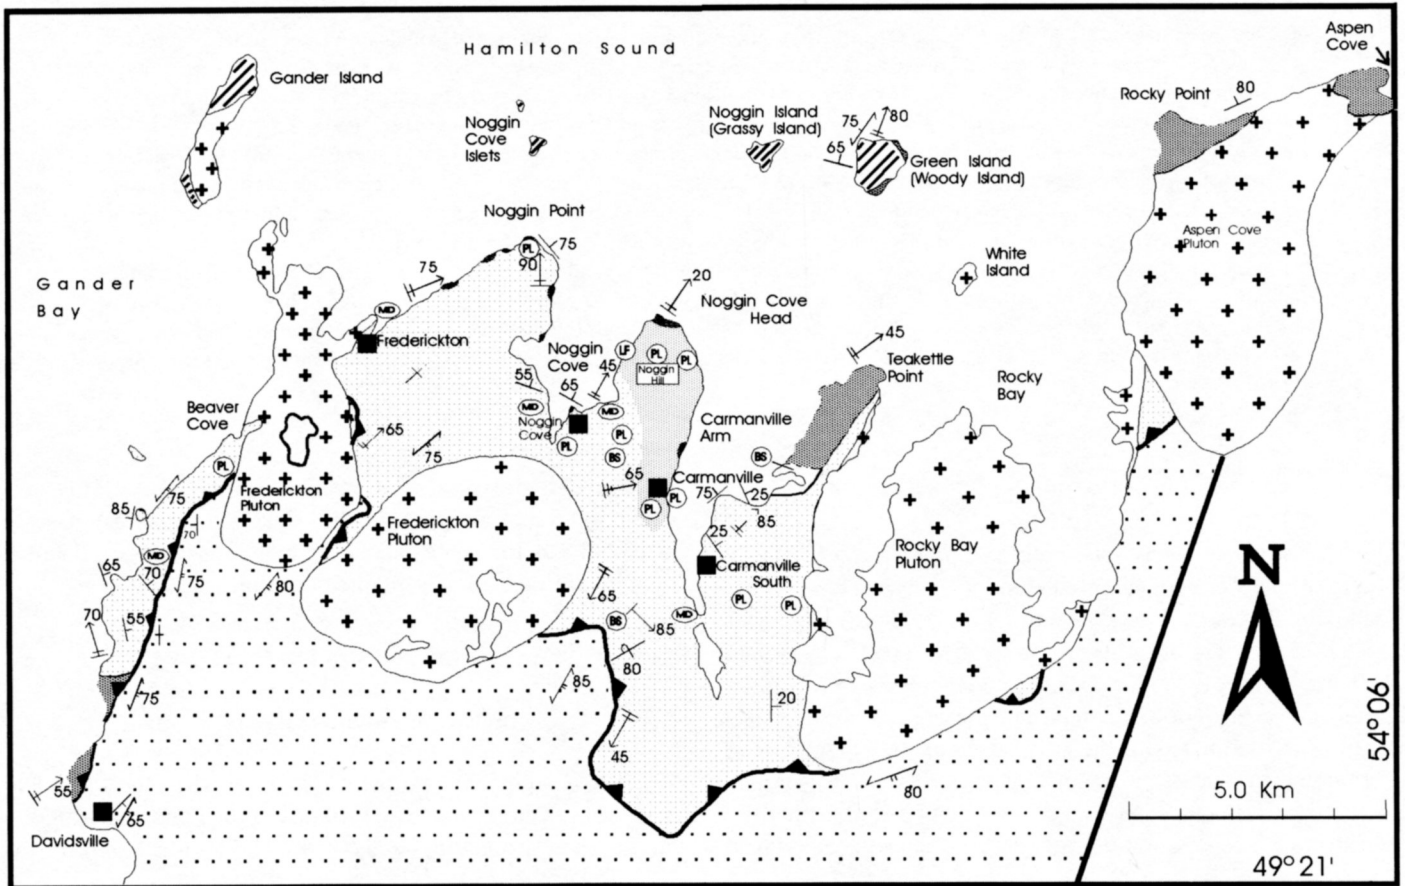 Hamilton Sound
Aspen
Cove
Gander Island
Rocky Point
80
Noggin
Cove
Islets
Noggin Island
(Grassy Island)
75
80
65
Green Island
(Woody Island)
Noggin Point
PL
75
90
Aspen Cove
Pluton
White
Island
Gander
Bay
75
20
Noggin Cove
Head
MD
Fredericton
Noggin
Cove
LF
PL
PL
Noggin
Hill
45
Teakettle
Point
Rocky
Bay
55
65
45
MD
MD
Noggin
Cove
PL
PL
BS
Carmanville
Arm
BS
Beaver
Cove
65
75
PL
75
Frederickton
Pluton
65
Carmanville
PL
PL
75
25
85
25
85
70
Frederickton
Pluton
Rocky Bay
Pluton
N
MD
70
65
75
80
Carmanville
South
PL
PL
70
55
65
BS
85
MD
80
75
85
20
45
54°06'
55
65
80
5.0 Km
Davidsville
49°21'